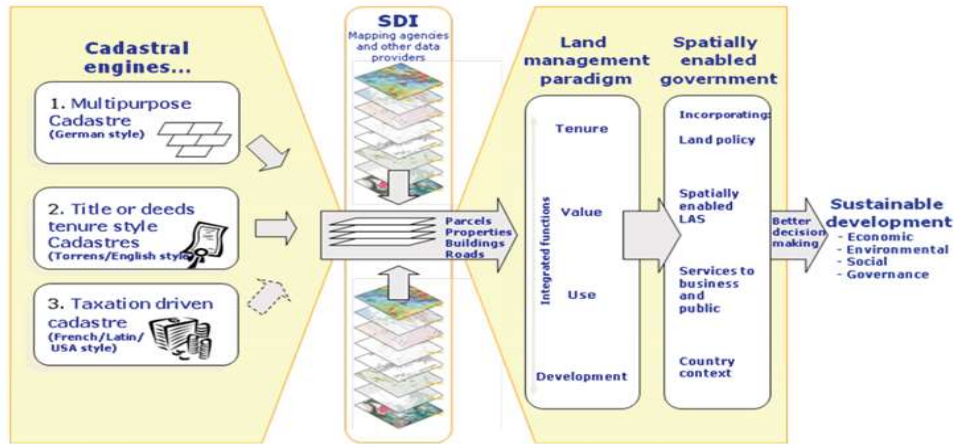 Cadastral
engines...
1. Multipurpose
Cadastre
(German style)
2. Title or deeds
tenure style
Cadastres
(Torrens/English style)
3. Taxation driven
cadastre
(French/Latin/
USA style)
SDI
Mapping agencies
and other data
providers
Parcels
Properties
Buildings
Roads
Land
management
paradigm
Integrated functions
Tenure
Value
Use
Development
Spatially
enabled
government
Incorporating:
Land policy
Spatially
enabled
LAS
Services to
business
and
public
Country
context
Better
decision
making
Sustainable
development
- Economic
- Environmental
- Social
- Governance